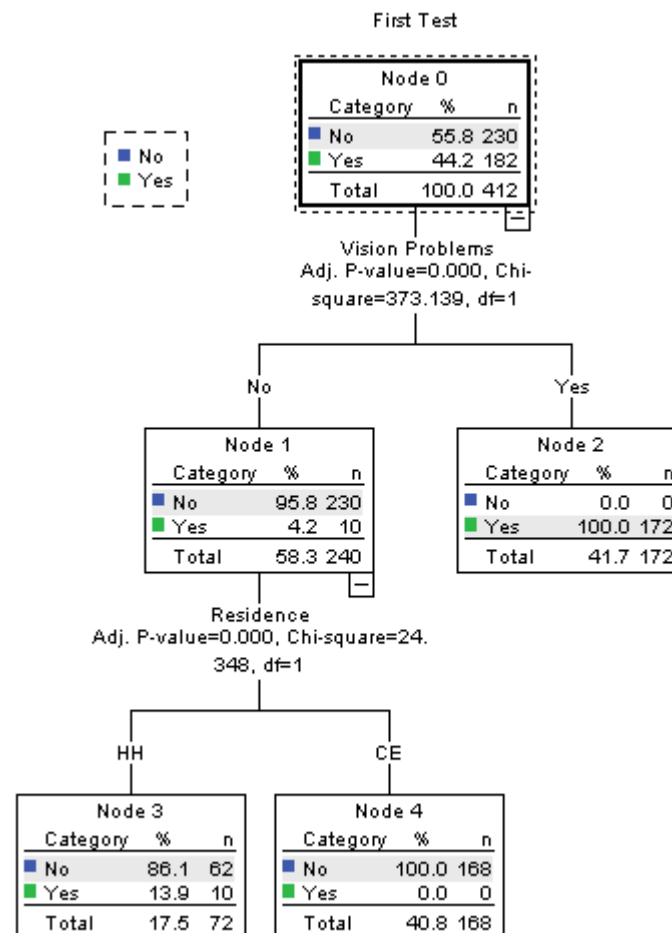 First Test
No
Yes
Node 0
Category % n
No 55.8 230
Yes 44.2 182
Total 100.0 412
Vision Problems
Adj. P-value=0.000, Chi-
square=373.139, df=1
No
Yes
Node 1
Category % n
No 95.8 230
Yes 4.2 10
Total 58.3 240
Node 2
Category % n
No 0.0 0
Yes 100.0 172
Total 41.7 172
Residence
Adj. P-value=0.000, Chi-square=24.
348, df=1
HH
CE
Node 3
Category % n
No 86.1 62
Yes 13.9 10
Total 17.5 72
Node 4
Category % n
No 100.0 168
Yes 0.0 0
Total 40.8 168